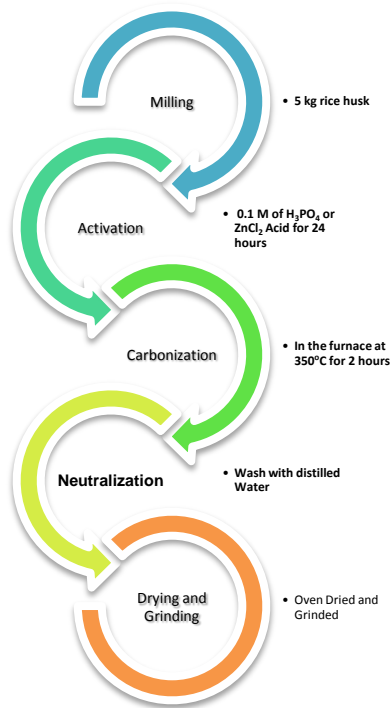 Milling
• 5 kg rice husk
Activation
• 0.1 M of H₃PO₄ or
ZnCl₂ Acid for 24
hours
Carbonization
• In the furnace at
350°C for 2 hours
Neutralization
• Wash with distilled
Water
Drying and
Grinding
• Oven Dried and
Grinded